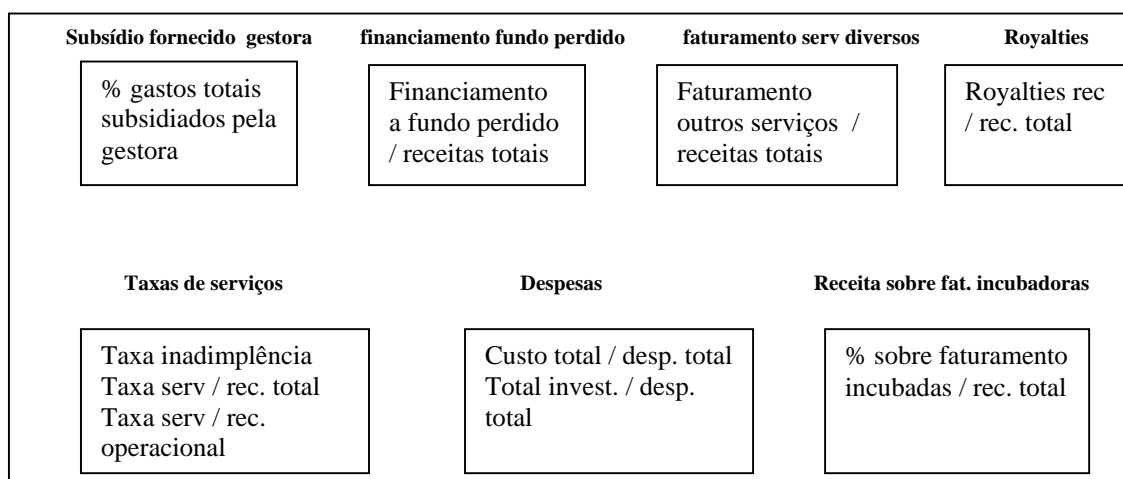 Subsídio fornecido gestora financiamento fundo perdido faturamento serv diversos Royalties
% gastos totais
subsidiados pela
gestora
Financiamento
a fundo perdido
/ receitas totais
Faturamento
outros serviços /
receitas totais
Royalties rec
/ rec. total
Taxas de serviços Despesas Receita sobre fat. incubadoras
Taxa inadimplência
Taxa serv / rec. total
Taxa serv / rec.
operacional
Custo total / desp. total
Total invest. / desp.
total
% sobre faturamento
incubadas / rec. total